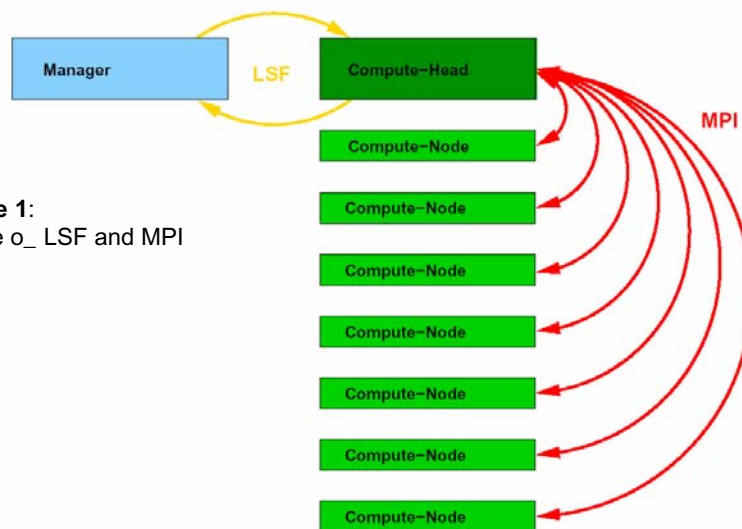 Manager
LSF
Compute-Head
MPI
Compute-Node
Compute-Node
e 1:
e o_ LSF and MPI
Compute-Node
Compute-Node
Compute-Node
Compute-Node
Compute-Node